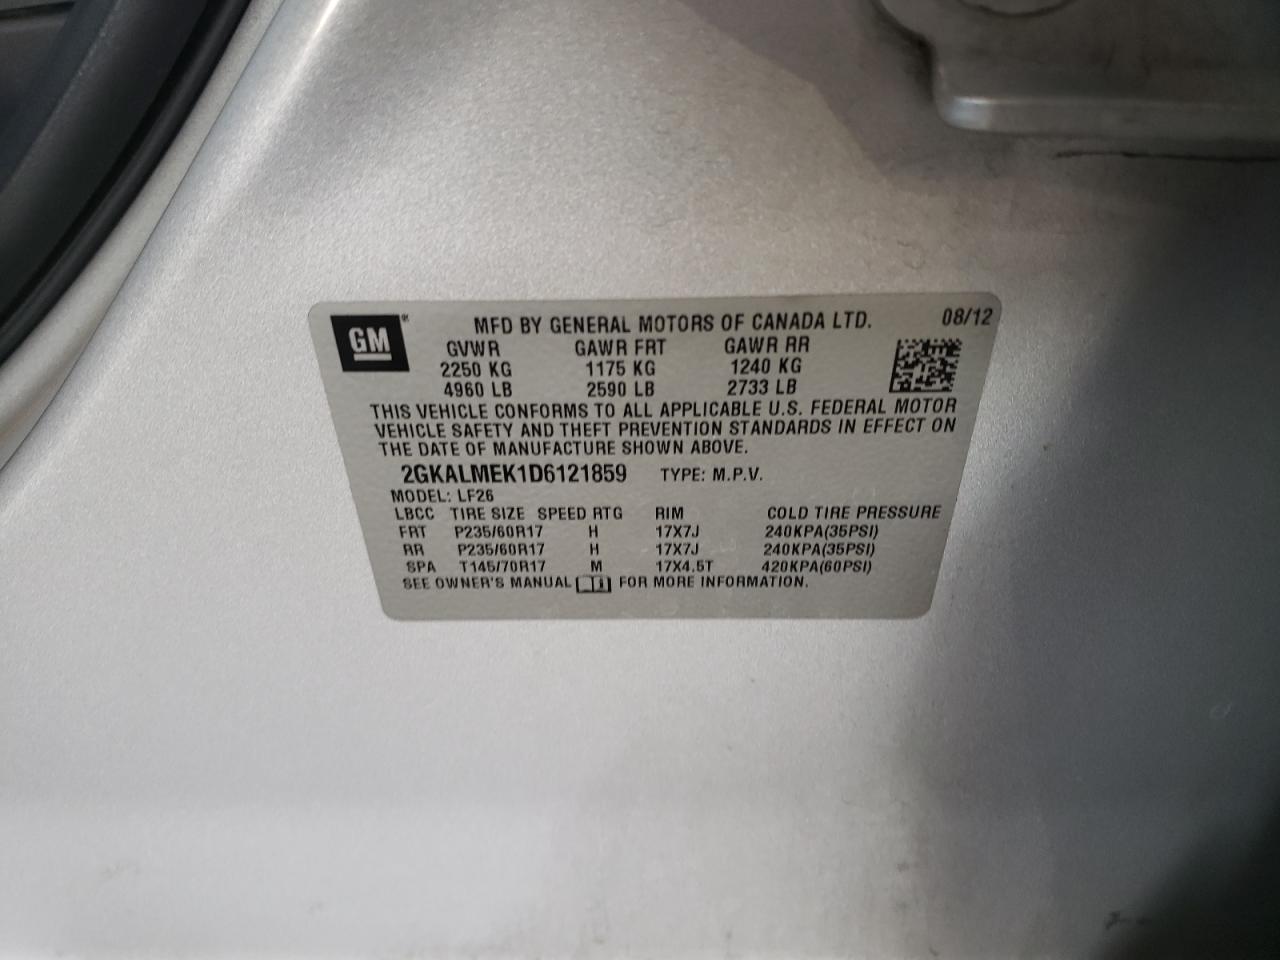 GM®
MFD BY GENERAL MOTORS OF CANADA LTD. 08/12
GVWR GAWR FRT GAWR RR
2250 KG 1175 KG 1240 KG
4960 LB 2590 LB 2733 LB
THIS VEHICLE CONFORMS TO ALL APPLICABLE U.S. FEDERAL MOTOR
VEHICLE SAFETY AND THEFT PREVENTION STANDARDS IN EFFECT ON
THE DATE OF MANUFACTURE SHOWN ABOVE.
2GKALMEK1D6121859 TYPE: M.P.V.
MODEL: LF26
LBCC TIRE SIZE SPEED RTG RIM COLD TIRE PRESSURE
FRT P235/60R17 H 17X7J 240KPA(35PSI)
RR P235/60R17 H 17X7J 240KPA(35PSI)
SPA T145/70R17 M 17X4.5T 420KPA(60PSI)
SEE OWNER'S MANUAL FOR MORE INFORMATION.